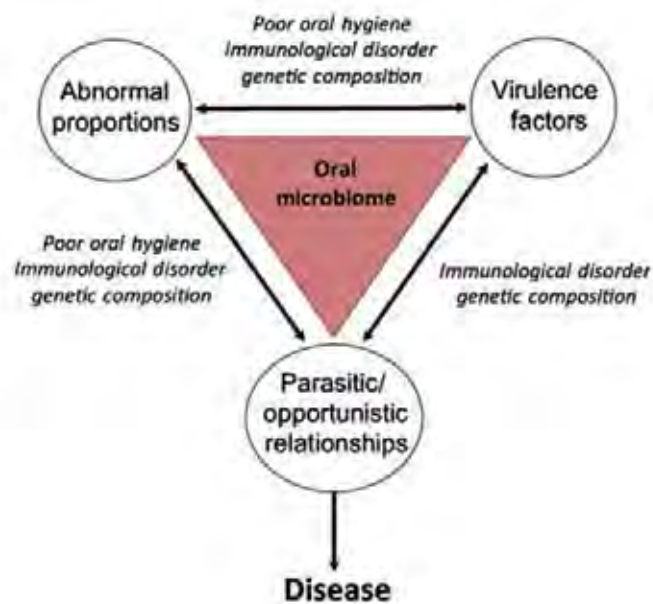 Poor oral hygiene
Immunological disorder
genetic composition
Abnormal
proportions
Virulence
factors
Oral
microbiome
Poor oral hygiene
Immunological disorder
genetic composition
Immunological disorder
genetic composition
Parasitic/
opportunistic
relationships
Disease